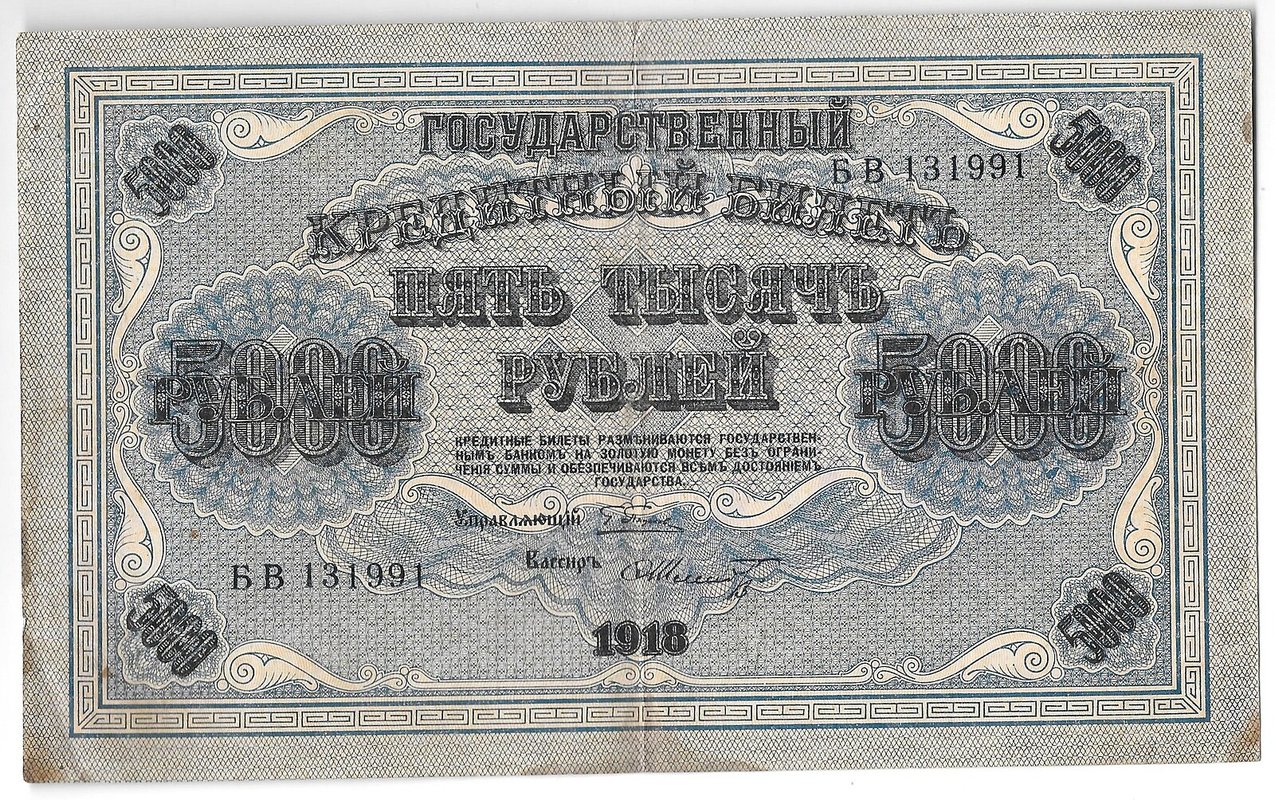 5000
ГОСУДАРСТВЕННЫЙ
5000
БВ 131991
КРЕДИТНЫЙ БИЛЕТЪ
ПЯТЬ ТЫСЯЧЪ
РУБЛЕЙ
5000
РУБЛЕЙ
5000
РУБЛЕЙ
КРЕДИТНЫЕ БИЛЕТЫ РАЗМѢНИВАЮТСЯ ГОСУДАРСТВЕН-
НЫМЪ БАНКОМЪ НА ЗОЛОТУЮ МОНЕТУ БЕЗЪ ОГРАНИ-
ЧЕНІЯ СУММЫ И ОБЕЗПЕЧИВАЮТСЯ ВСѢМЪ ДОСТОЯНІЕМЪ
ГОСУДАРСТВА.
Управляющій
Кассиръ
БВ 131991
5000
1918
5000